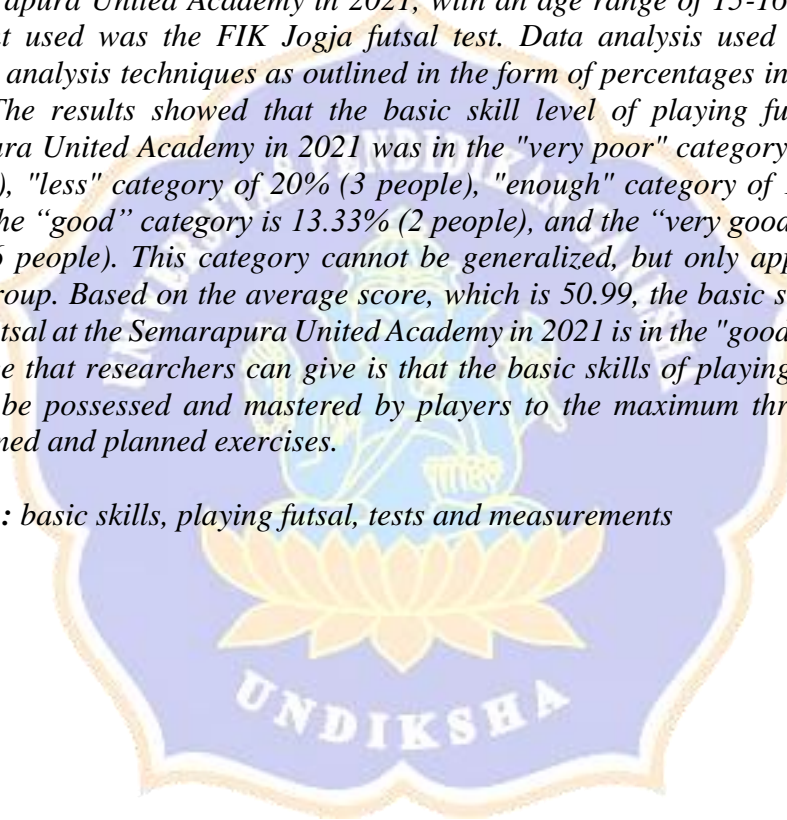 rapura United Academy in 2021, with an age range of 15-16
t used was the FIK Jogja futsal test. Data analysis used
analysis techniques as outlined in the form of percentages in
The results showed that the basic skill level of playing fu
ura United Academy in 2021 was in the "very poor" category
), "less" category of 20% (3 people), "enough" category of 1
he “good” category is 13.33% (2 people), and the “very good
6 people). This category cannot be generalized, but only app
roup. Based on the average score, which is 50.99, the basic s
tsal at the Semarapura United Academy in 2021 is in the "good
e that researchers can give is that the basic skills of playing
be possessed and mastered by players to the maximum thr
ned and planned exercises.
: basic skills, playing futsal, tests and measurements
UNDIKSHA